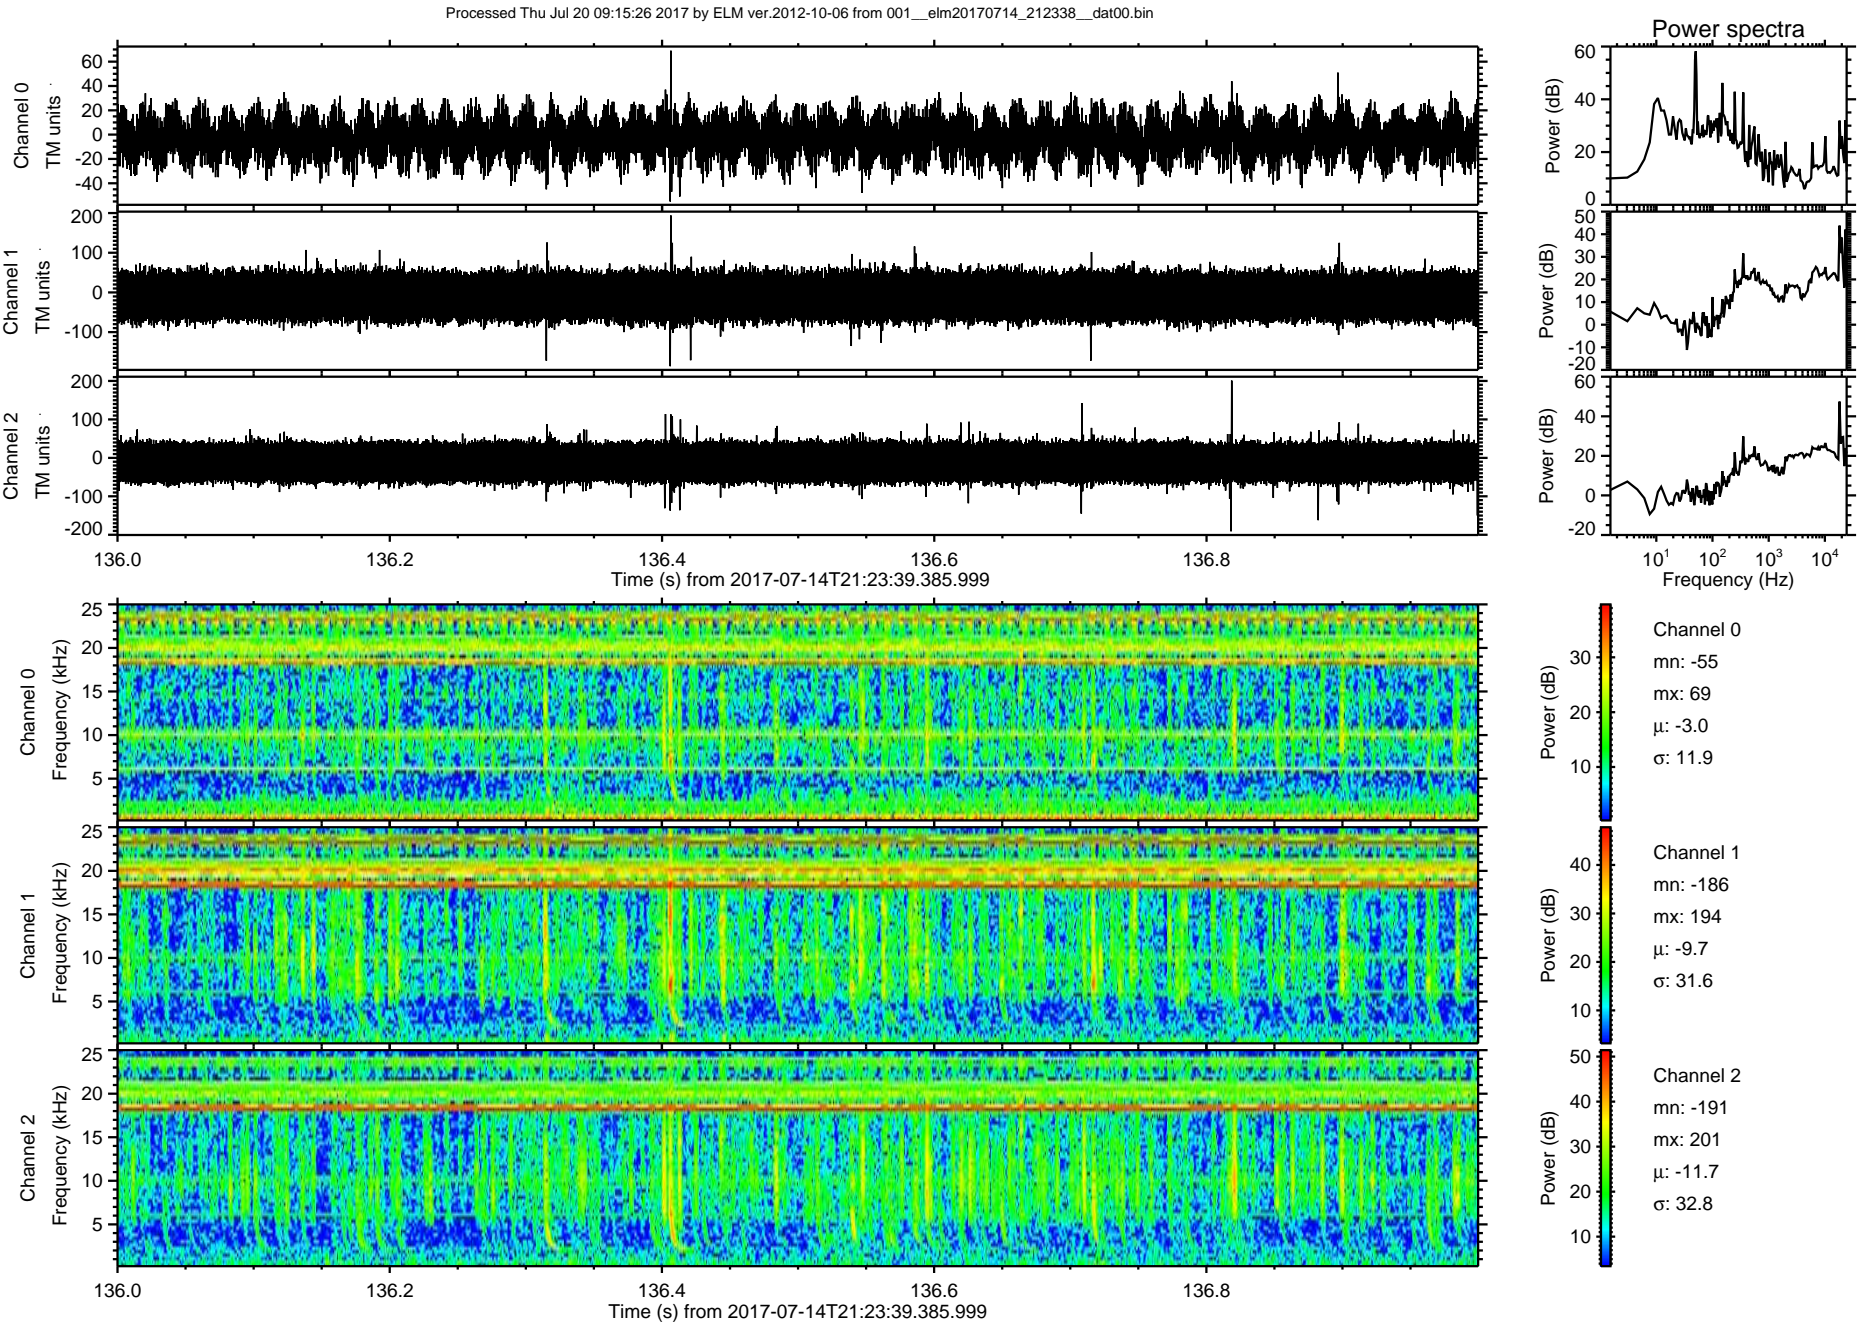 Processed Thu Jul 20 09:15:26 2017 by ELM ver.2012-10-06 from 001__elm20170714_212338__dat00.bin
Power spectra
Channel 0
TM units
60
40
20
0
-20
-40
Power (dB)
60
40
20
0
Channel 1
TM units
200
100
0
-100
Power (dB)
50
40
30
20
10
0
-10
-20
Channel 2
TM units
200
100
0
-100
-200
Power (dB)
60
40
20
0
-20
136.0 136.2 136.4 136.6 136.8
Time (s) from 2017-07-14T21:23:39.385.999
10^1 10^2 10^3 10^4
Frequency (Hz)
Channel 0
Frequency (kHz)
25
20
15
10
5
Power (dB)
30
20
10
Channel 0
mn: -55
mx: 69
μ: -3.0
σ: 11.9
Channel 1
Frequency (kHz)
25
20
15
10
5
Power (dB)
40
30
20
10
Channel 1
mn: -186
mx: 194
μ: -9.7
σ: 31.6
Channel 2
Frequency (kHz)
25
20
15
10
5
Power (dB)
50
40
30
20
10
Channel 2
mn: -191
mx: 201
μ: -11.7
σ: 32.8
136.0 136.2 136.4 136.6 136.8
Time (s) from 2017-07-14T21:23:39.385.999